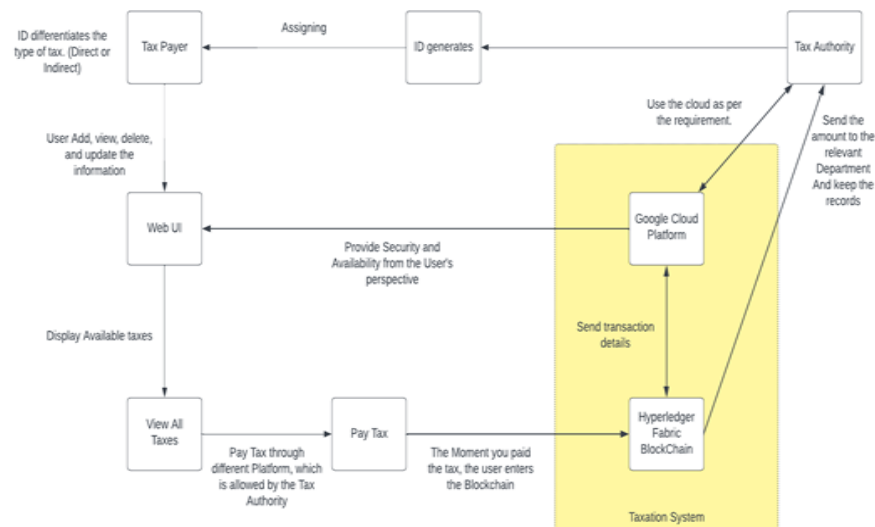 ID differentiates the
type of tax. (Direct or
Indirect)
Tax Payer
Assigning
ID generates
Tax Authority
Use the cloud as per
the requirement.
Send the
amount to the
relevant
Department
And keep the
records
User Add, view, delete,
and update the
information
Web UI
Google Cloud
Platform
Provide Security and
Availability from the User's
perspective
Send transaction
details
Display Available taxes
View All
Taxes
Pay Tax
Hyperledger
Fabric
BlockChain
Pay Tax through
different Platform, which
is allowed by the Tax
Authority
The Moment you paid
the tax, the user enters
the Blockchain
Taxation System